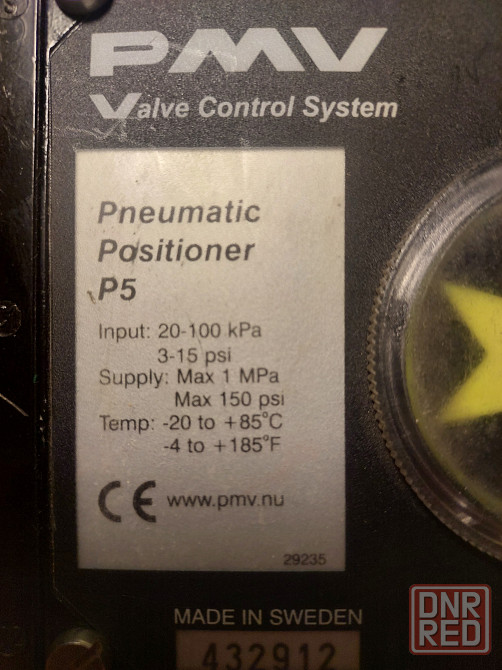 PMV
Valve Control System
Pneumatic
Positioner
P5
Input: 20-100 kPa
3-15 psi
Supply: Max 1 MPa
Max 150 psi
Temp: -20 to +85°C
-4 to +185°F
CE www.pmv.nu
29235
MADE IN SWEDEN
432912
DNR
RED